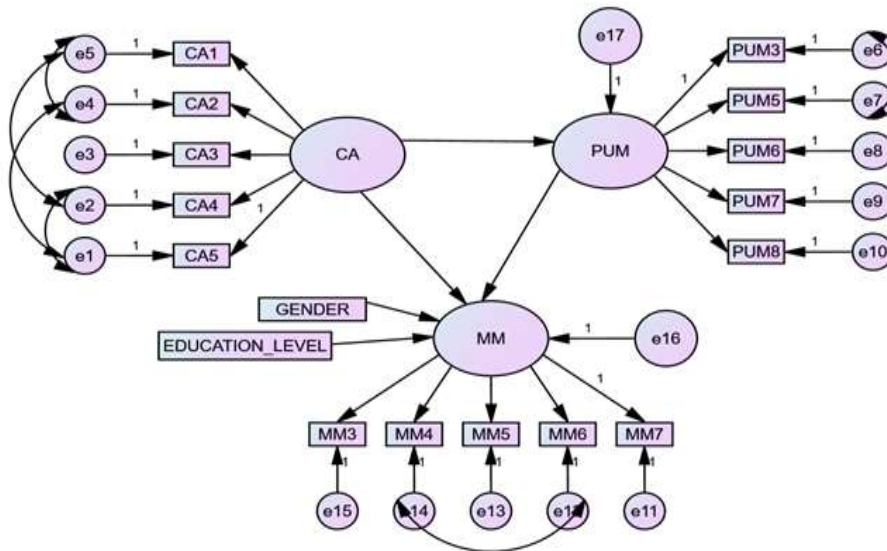 e17
e5 1 CA1
PUM3 1 e6
1
1
e4 1 CA2
PUM5 1 e7
e3 1 CA3
CA
PUM
PUM6 1 e8
e2 1 CA4
PUM7 1 e9
1
e1 1 CA5
PUM8 1 e10
GENDER
EDUCATION_LEVEL
MM
1 e16
1
MM3 MM4 MM5 MM6 MM7
1 1 1 1 1
e15 e14 e13 e11